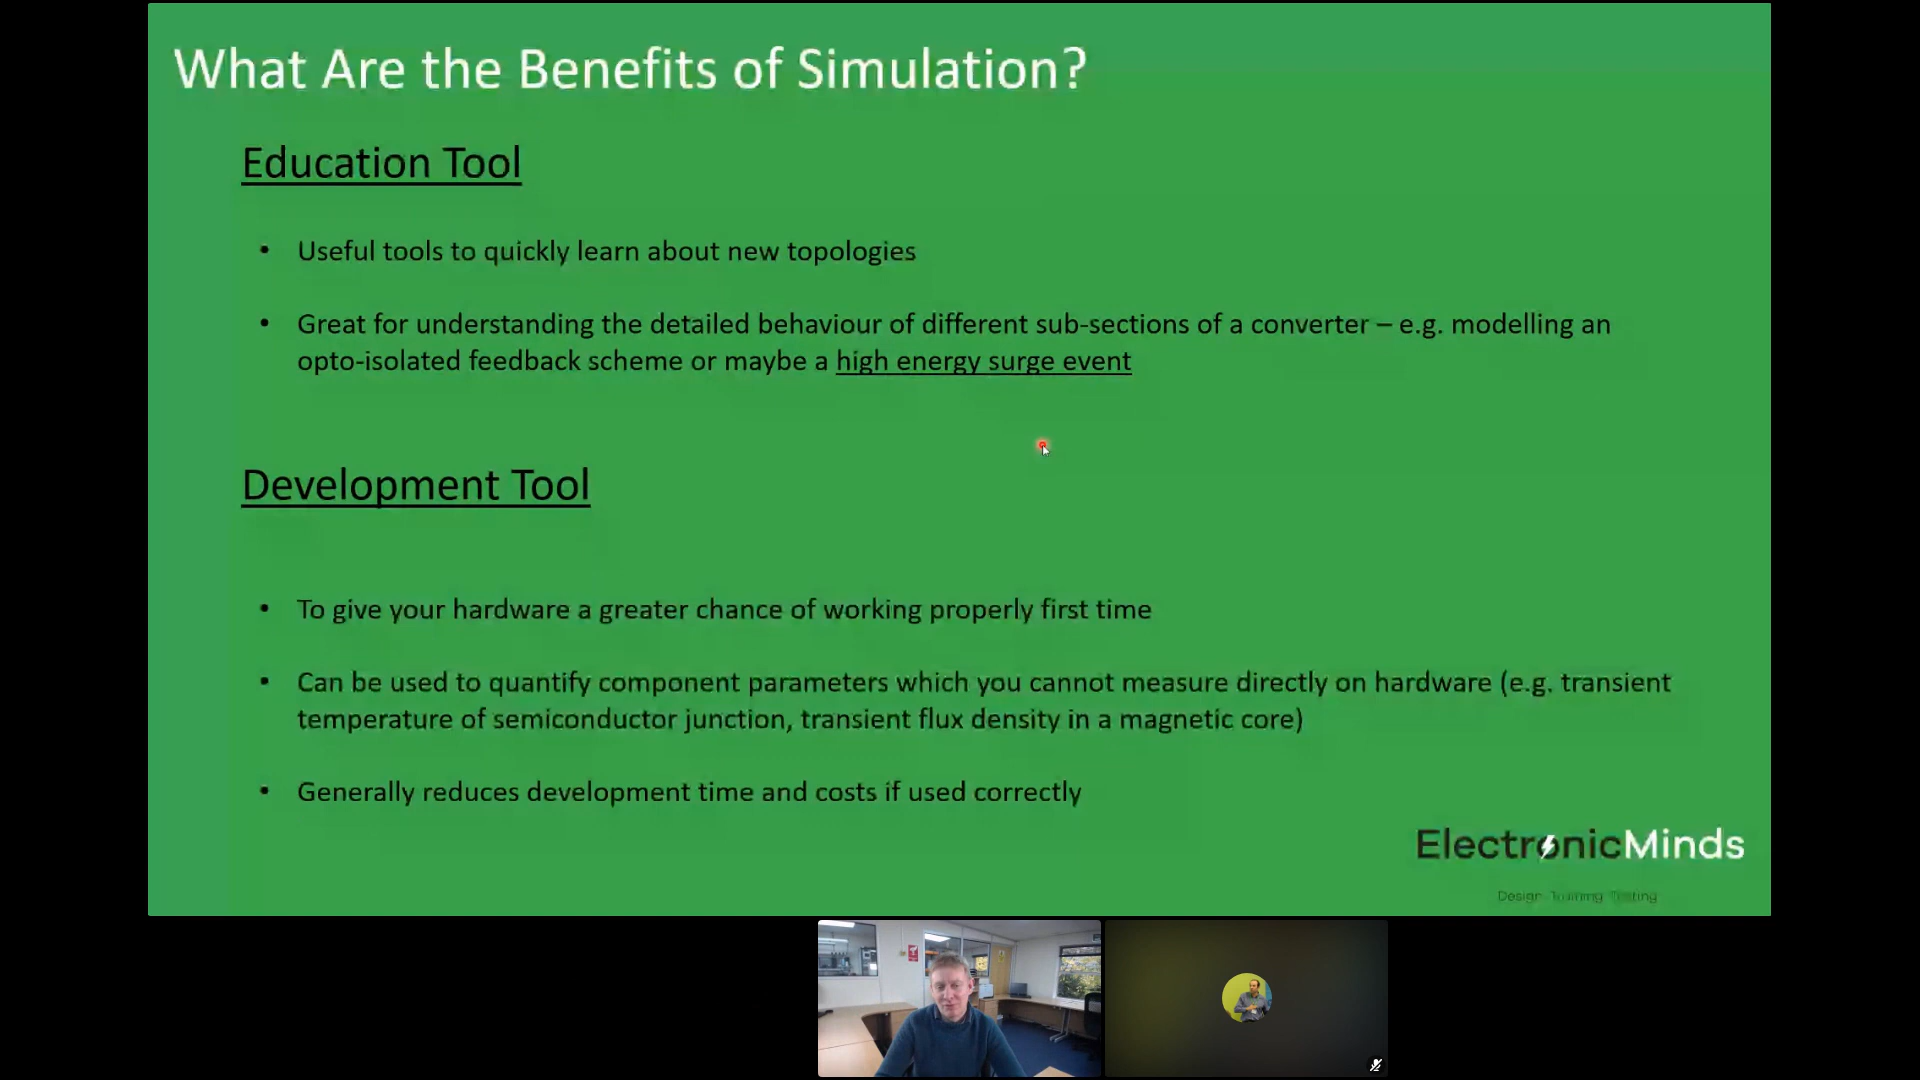 What Are the Benefits of Simulation?
Education Tool
• Useful tools to quickly learn about new topologies
• Great for understanding the detailed behaviour of different sub-sections of a converter – e.g. modelling an
opto-isolated feedback scheme or maybe a high energy surge event
Development Tool
• To give your hardware a greater chance of working properly first time
• Can be used to quantify component parameters which you cannot measure directly on hardware (e.g. transient
temperature of semiconductor junction, transient flux density in a magnetic core)
• Generally reduces development time and costs if used correctly
ElectronicMinds
Design Training Testing